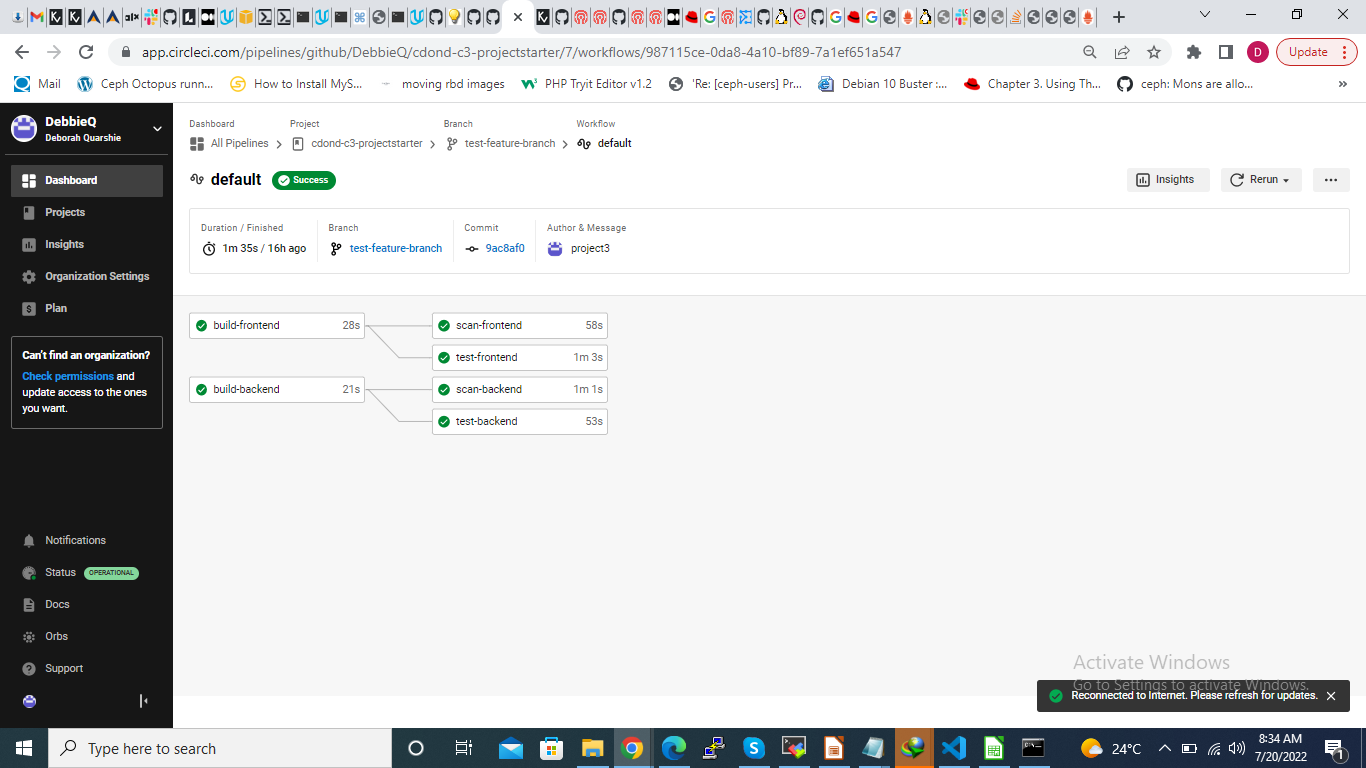 app.circleci.com/pipelines/github/DebbieQ/cdond-c3-projectstarter/7/workflows/987115ce-0da8-4a10-bf89-7a1ef651a547
D
Update
Mail
Ceph Octopus runn...
How to Install MyS...
moving rbd images
PHP Tryit Editor v1.2
'Re: [ceph-users] Pr...
Debian 10 Buster :...
Chapter 3. Using Th...
ceph: Mons are allo...
»
DebbieQ
Deborah Quarshie
Dashboard
Projects
Insights
Organization Settings
Plan
Can't find an organization?
Check permissions and
update access to the ones
you want.
Notifications
Status OPERATIONAL
Docs
Orbs
Support
Dashboard Project Branch Workflow
All Pipelines cdond-c3-projectstarter test-feature-branch default
default Success
Insights Rerun ...
Duration / Finished Branch Commit Author & Message
1m 35s / 16h ago test-feature-branch 9ac8af0 project3
build-frontend 28s scan-frontend 58s
test-frontend 1m 3s
build-backend 21s scan-backend 1m 1s
test-backend 53s
Activate Windows
Go to Settings to activate Windows.
Reconnected to Internet. Please refresh for updates.
Type here to search
24°C
8:34 AM
7/20/2022
1